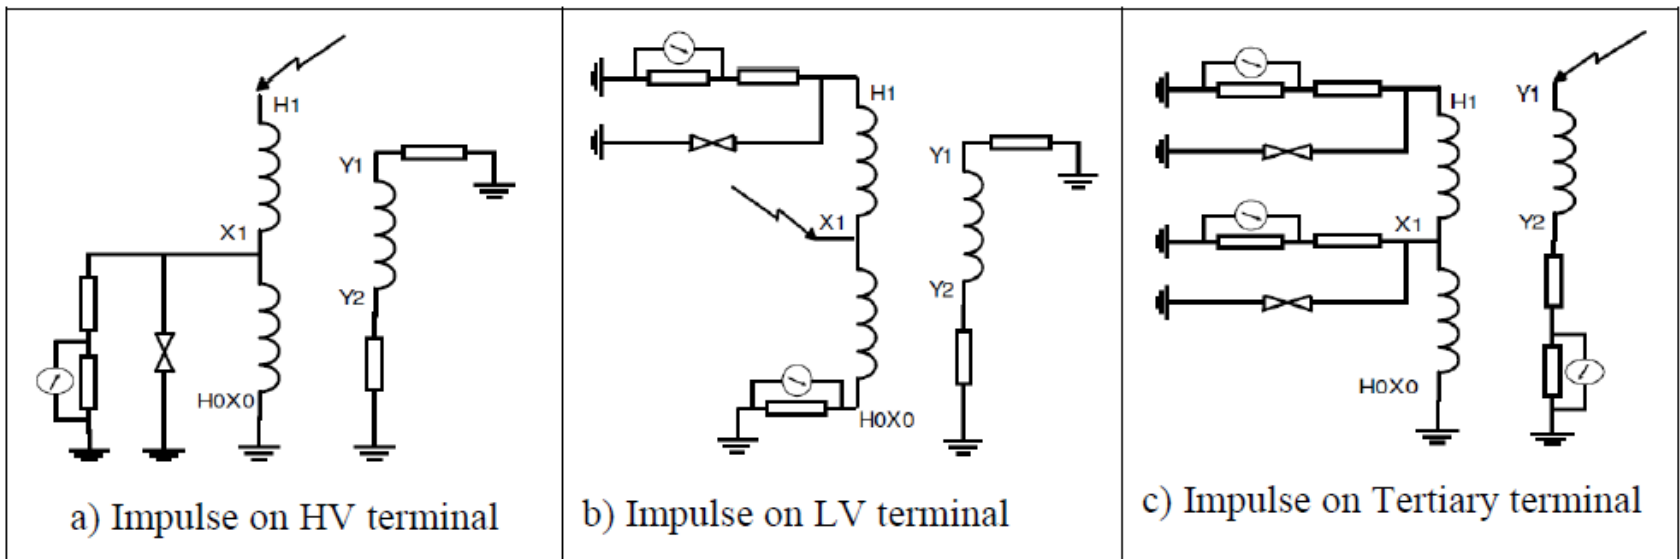 H1
Y1
X1
Y2
H0X0
a) Impulse on HV terminal
H1
Y1
X1
Y2
H0X0
b) Impulse on LV terminal
Y1
H1
X1
Y2
H0X0
c) Impulse on Tertiary terminal